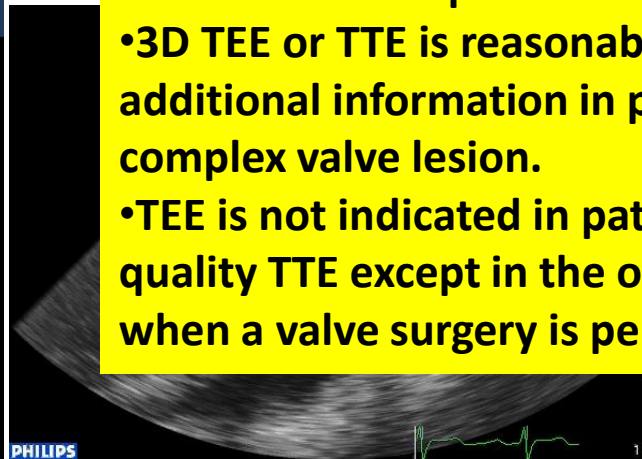 •3D TEE or TTE is reasonab
additional information in p
complex valve lesion.
•TEE is not indicated in pat
quality TTE except in the o
when a valve surgery is pe
PHILIPS
1